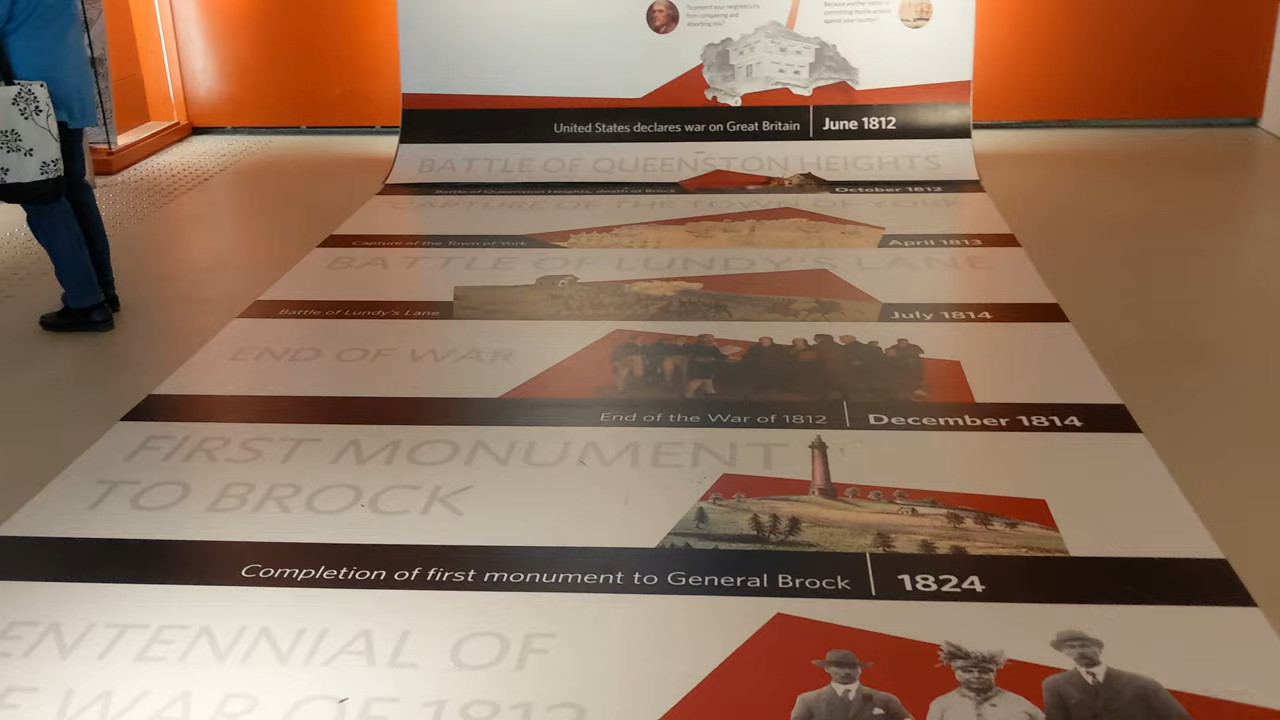 To prevent your neighbours
from conquering and
absorbing you?
Because another nation is
committing hostile actions
against your country?
United States declares war on Great Britain June 1812
BATTLE OF QUEENSTON HEIGHTS
Battle of Queenston Heights, death of Brock October 1812
CAPTURE OF THE TOWN OF YORK
Capture of the Town of York April 1813
BATTLE OF LUNDY'S LANE
Battle of Lundy's Lane July 1814
END OF WAR
End of the War of 1812 December 1814
FIRST MONUMENT
TO BROCK
Completion of first monument to General Brock 1824
ENTENNIAL OF
E WAR OF 1812